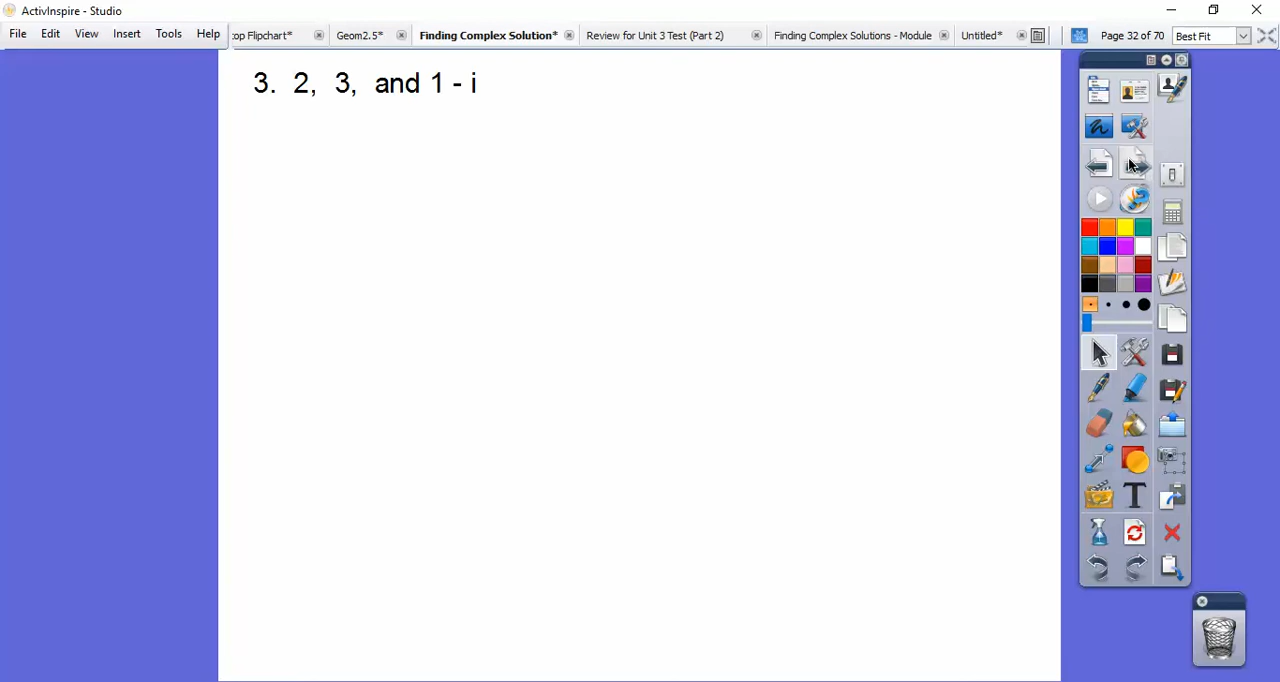 ActivInspire - Studio
File Edit View Insert Tools Help
op Flipchart* Geom2.5* Finding Complex Solution* Review for Unit 3 Test (Part 2) Finding Complex Solutions - Module Untitled* Page 32 of 70 Best Fit
3. 2, 3, and 1 - i